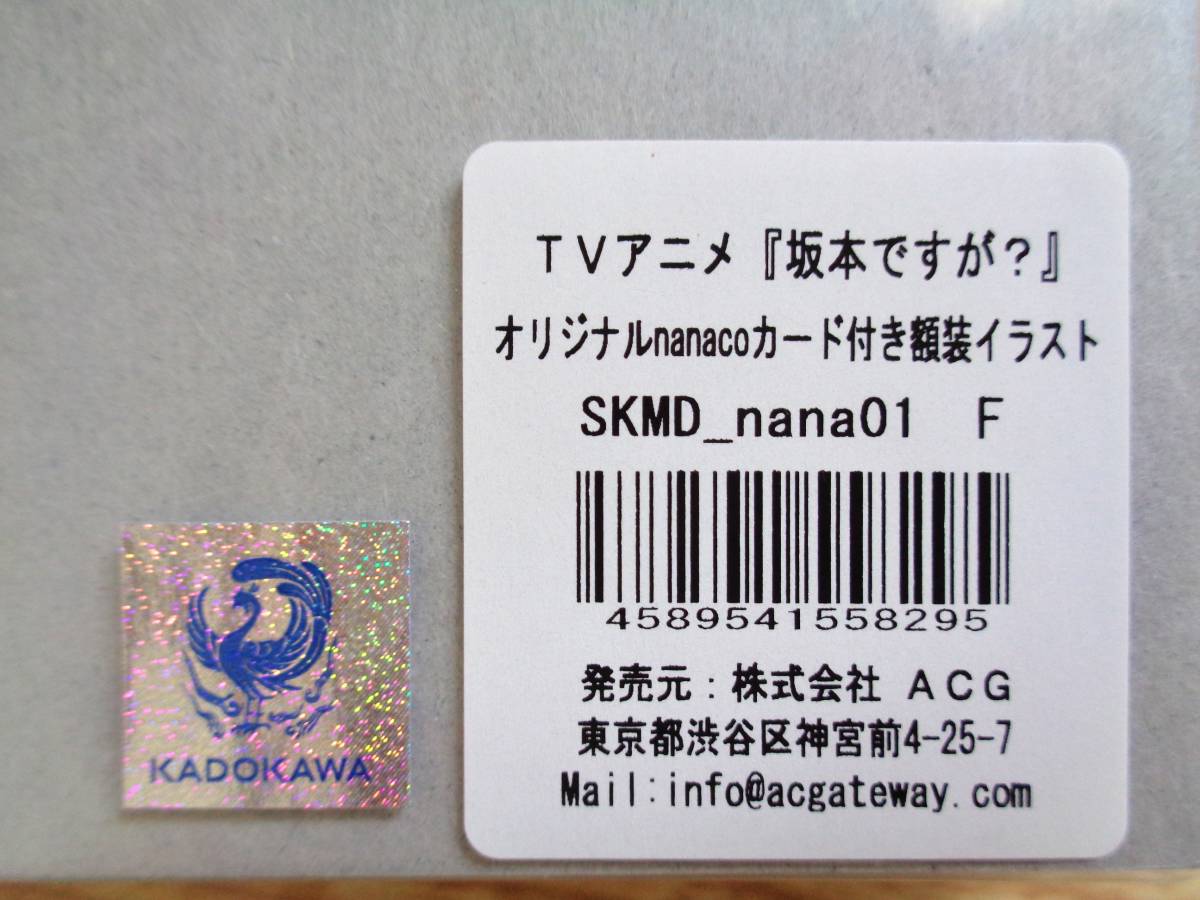 ＴＶアニメ『坂本ですが？』
オリジナルnanacoカード付き額装イラスト
SKMD_nana01　F
4589541558295
発売元：株式会社 ＡＣＧ
東京都渋谷区神宮前4-25-7
Mail:info@acgateway.com
KADOKAWA